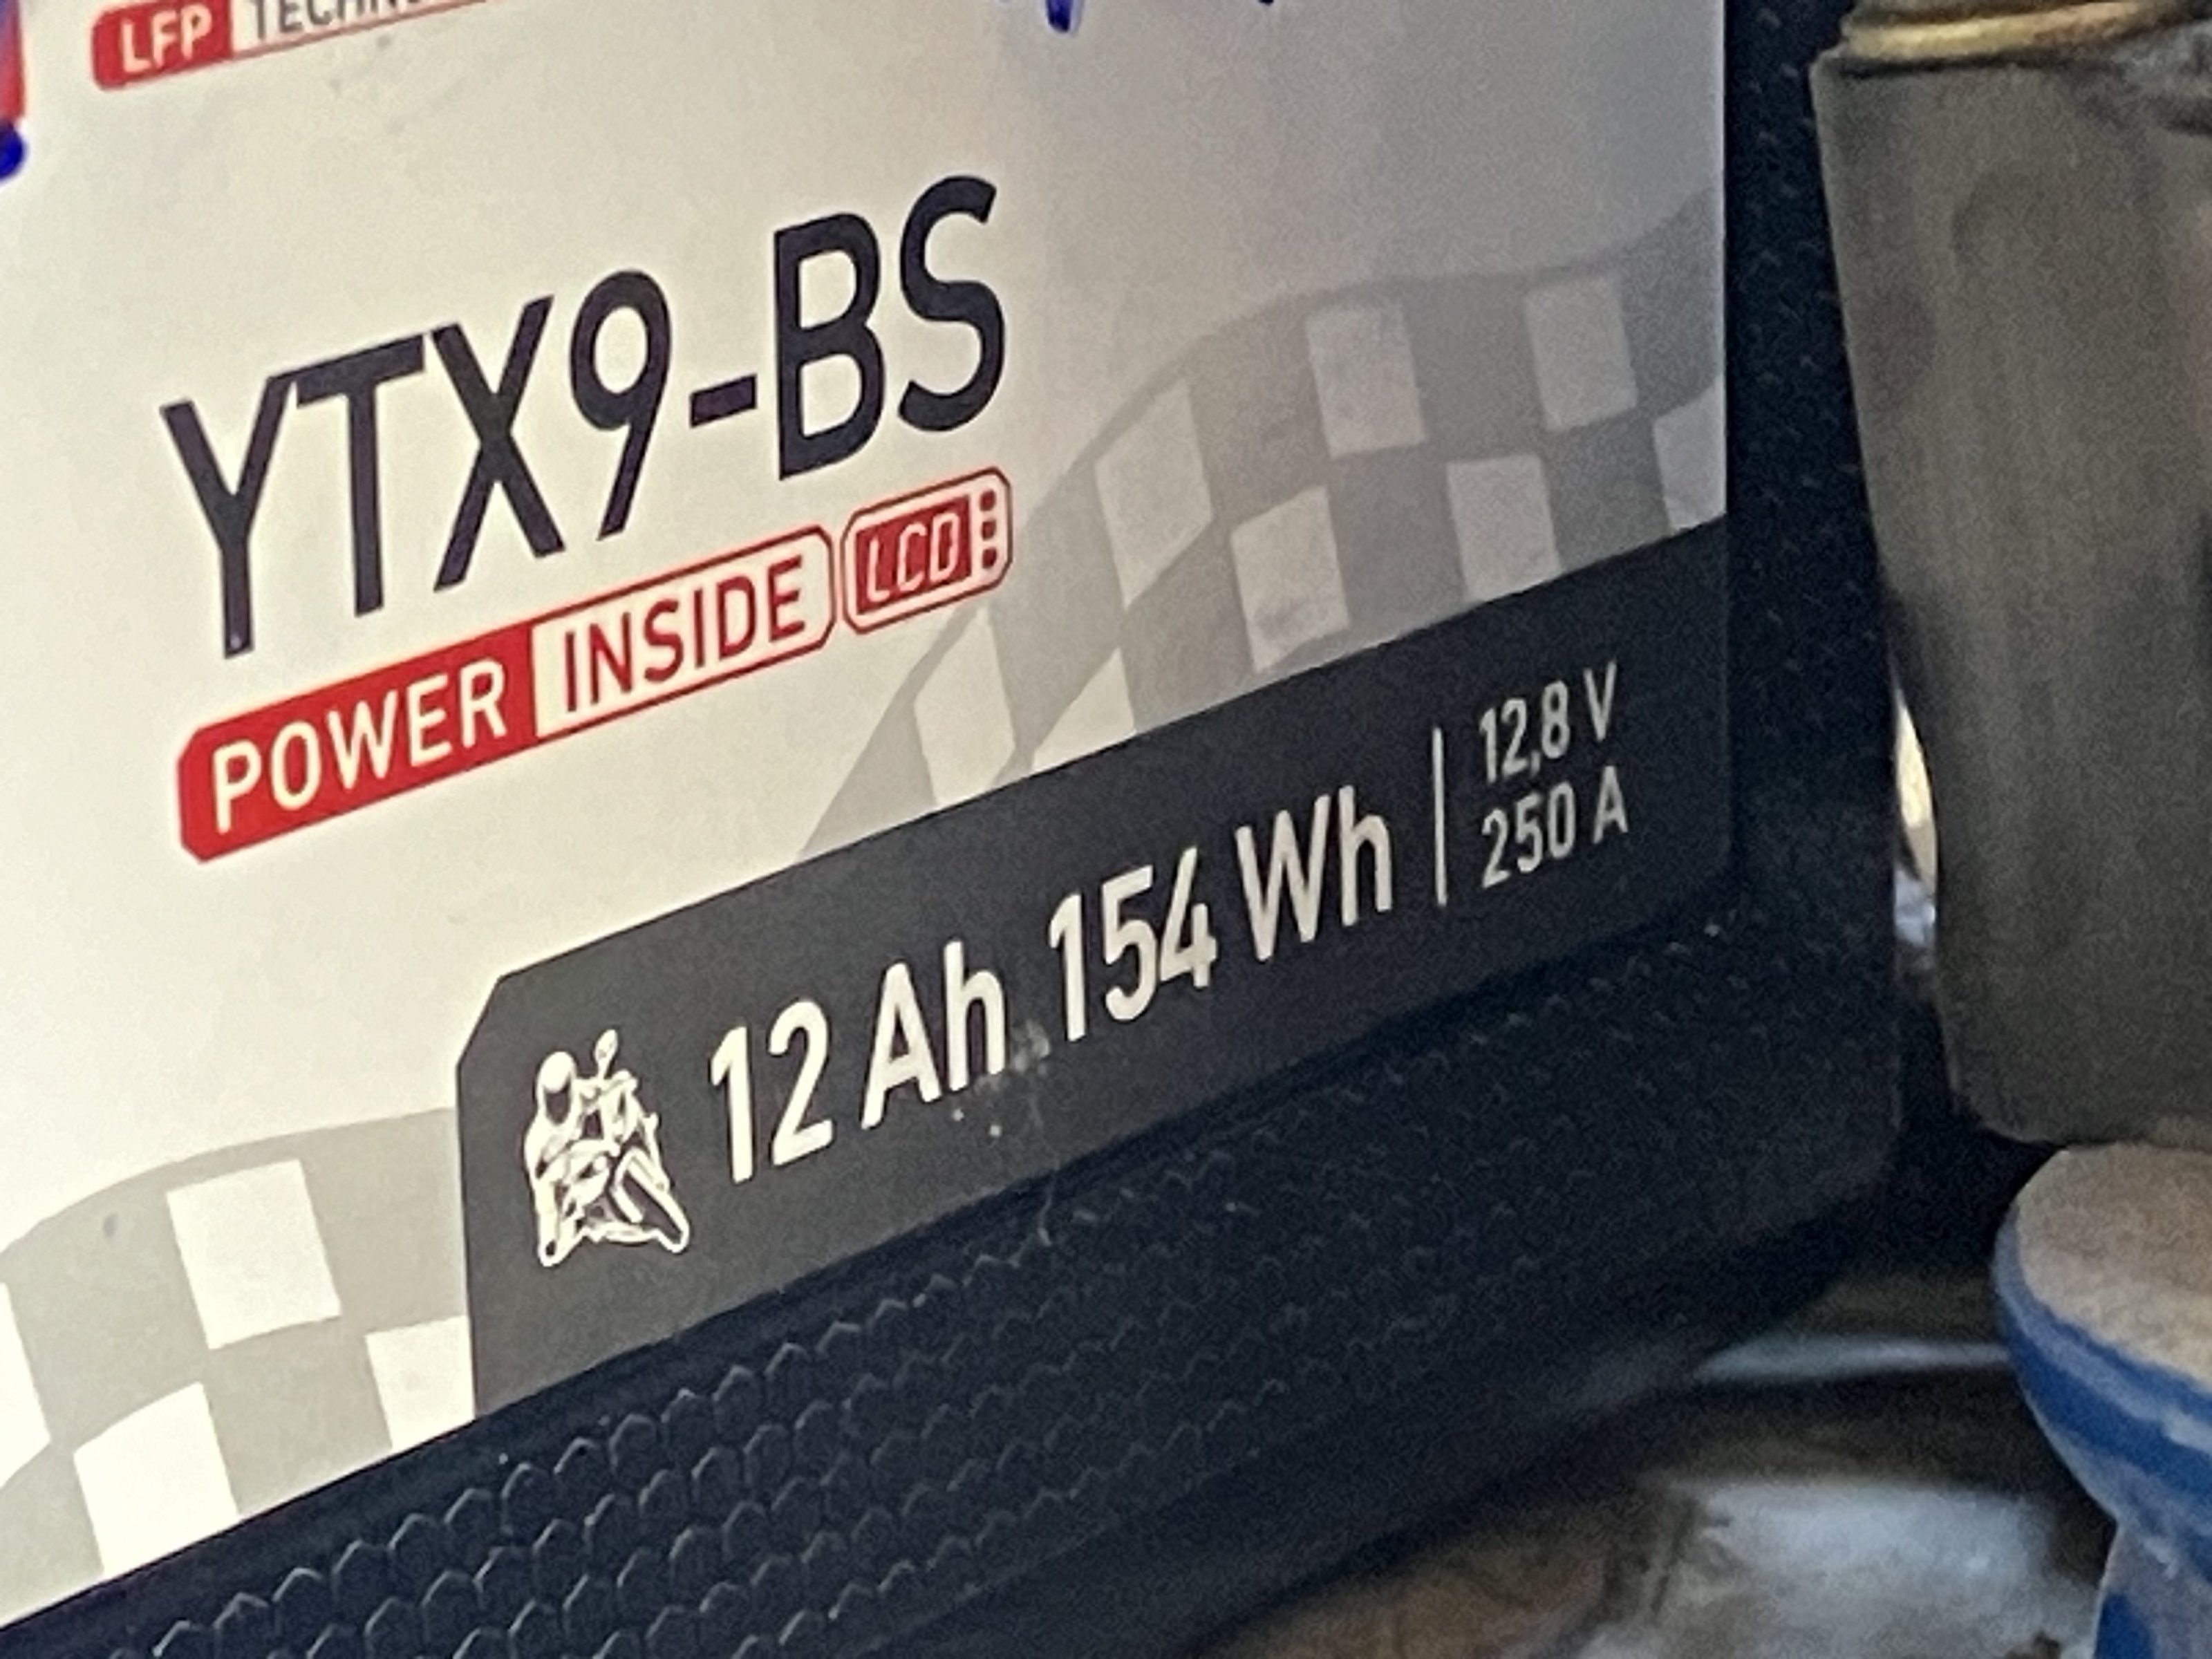 LFP
YTX9-BS
POWER INSIDE LCD
12 Ah 154 Wh
12,8 V
250 A